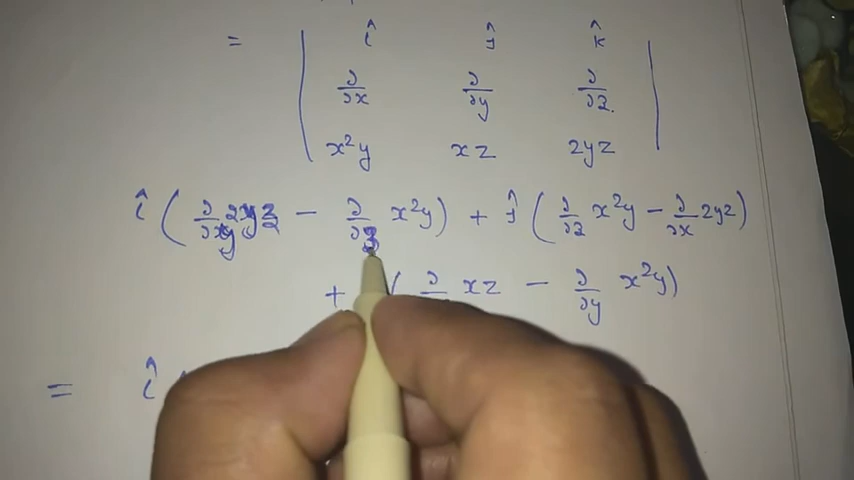 = | î ĵ k̂
∂/∂x ∂/∂y ∂/∂z
x²y xz 2yz |
î ( ∂/∂y 2yz − ∂/∂z x²y ) + ĵ ( ∂/∂z x²y − ∂/∂x 2yz )
+ ( ∂ xz − ∂/∂y x²y )
= î